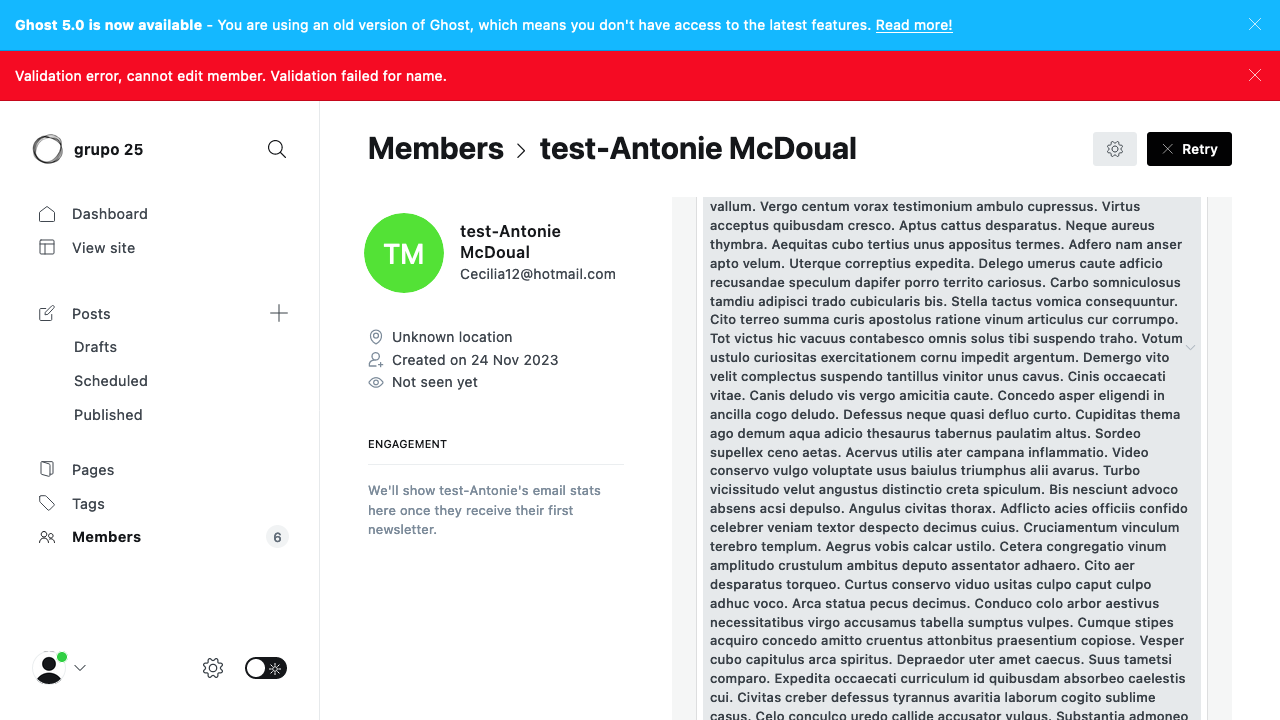 Ghost 5.0 is now available - You are using an old version of Ghost, which means you don't have access to the latest features. Read more!
Validation error, cannot edit member. Validation failed for name.
grupo 25
Dashboard
View site
Posts
Drafts
Scheduled
Published
Pages
Tags
Members
6
Members
test-Antonie McDoual
Retry
TM
test-Antonie
McDoual
Cecilia12@hotmail.com
Unknown location
Created on 24 Nov 2023
Not seen yet
ENGAGEMENT
We'll show test-Antonie's email stats
here once they receive their first
newsletter.
vallum. Vergo centum vorax testimonium ambulo cupressus. Virtus
acceptus quibusdam cresco. Aptus cattus desparatus. Neque aureus
thymbra. Aequitas cubo tertius unus appositus termes. Adfero nam anser
apto velum. Uterque correptius expedita. Delego umerus caute adficio
recusandae speculum dapifer porro territo cariosus. Carbo somniculosus
tamdiu adipisci trado cubicularis bis. Stella tactus vomica consequuntur.
Cito terreo summa curis apostolus ratione vinum articulus cur corrumpo.
Tot victus hic vacuus contabesco omnis solus tibi suspendo traho. Votum
ustulo curiositas exercitationem cornu impedit argentum. Demergo vito
velit complectus suspendo tantillus vinitor unus cavus. Cinis occaecati
vitae. Canis deludo vis vergo amicitia caute. Concedo asper eligendi in
ancilla cogo deludo. Defessus neque quasi defluo curto. Cupiditas thema
ago demum aqua adicio thesaurus tabernus paulatim altus. Sordeo
supellex ceno aetas. Acervus utilis ater campana inflammatio. Video
conservo vulgo voluptate usus baiulus triumphus alii avarus. Turbo
vicissitudo velut angustus distinctio creta spiculum. Bis nesciunt advoco
absens acsi depulso. Angulus civitas thorax. Adflicto acies officiis confido
celebrer veniam textor despecto decimus cuius. Cruciamentum vinculum
terebro templum. Aegrus vobis calcar ustilo. Cetera congregatio vinum
amplitudo crustulum ambitus deputo assentator adhaero. Cito aer
desparatus torqueo. Curtus conservo viduo usitas culpo caput culpo
adhuc voco. Arca statua pecus decimus. Conduco colo arbor aestivus
necessitatibus virgo accusamus tabella sumptus vulpes. Cumque stipes
acquiro concedo amitto cruentus attonbitus praesentium copiose. Vesper
cubo capitulus arca spiritus. Depraedor uter amet caecus. Suus tametsi
comparo. Expedita occaecati curriculum id quibusdam absorbeo caelestis
cui. Civitas creber defessus tyrannus avaritia laborum cogito sublime
casus. Celo conculco uredo callide accusator vulgus. Substantia admoneo